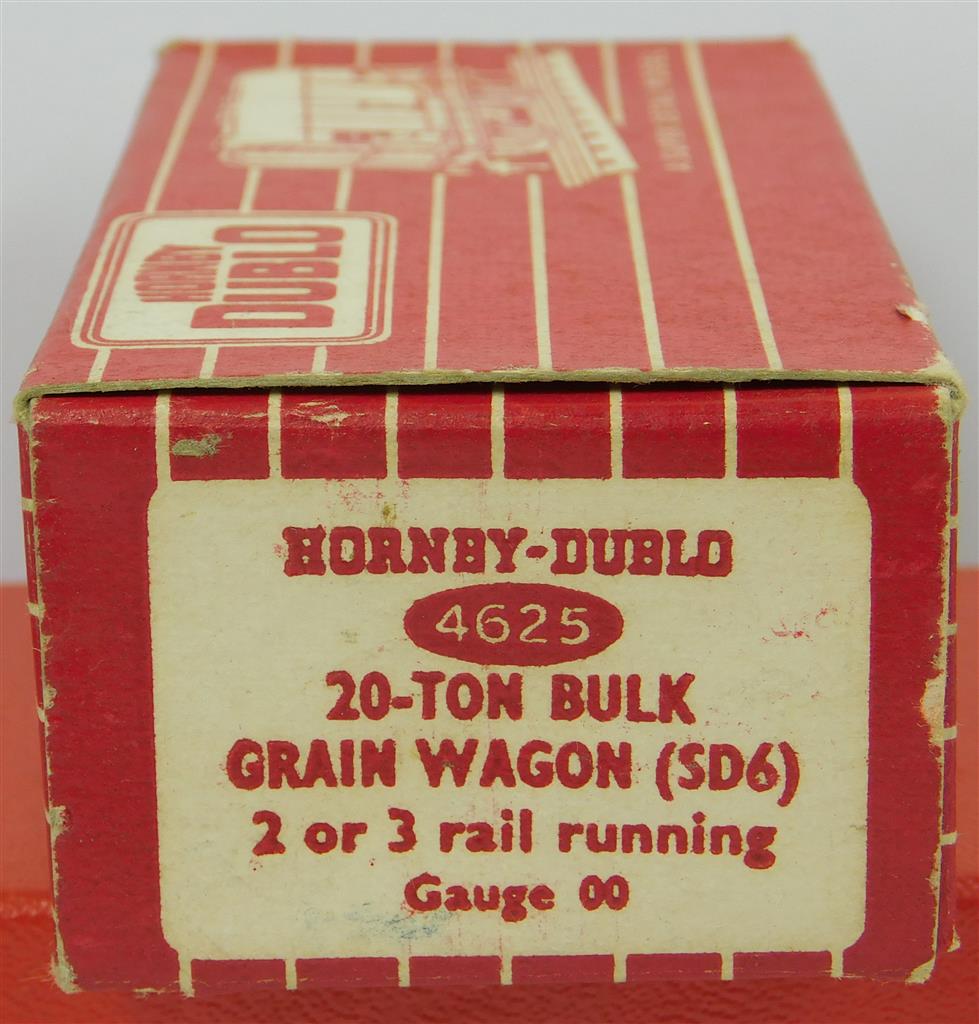 HORNBY
DUBLO
HORNBY-DUBLO
4625
20-TON BULK
GRAIN WAGON (SD6)
2 or 3 rail running
Gauge 00